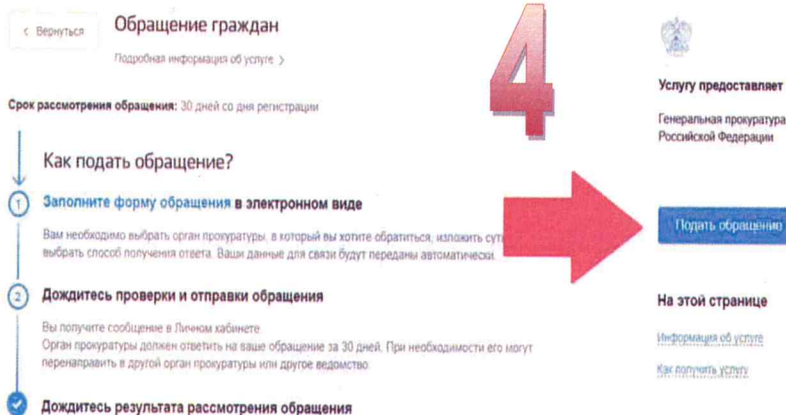 < Вернуться
Обращение граждан
Подробная информация об услуге >
Срок рассмотрения обращения: 30 дней со дня регистрации
Как подать обращение?
1 Заполните форму обращения в электронном виде
Вам необходимо выбрать орган прокуратуры, в который вы хотите обратиться, изложить сут
выбрать способ получения ответа. Ваши данные для связи будут переданы автоматически.
2 Дождитесь проверки и отправки обращения
Вы получите сообщение в Личном кабинете
Орган прокуратуры должен ответить на ваше обращение за 30 дней. При необходимости его могут
перенаправить в другой орган прокуратуры или другое ведомство.
Дождитесь результата рассмотрения обращения
4
Услугу предоставляет
Генеральная прокуратура
Российской Федерации
Подать обращение
На этой странице
Информация об услуге
Как получить услугу